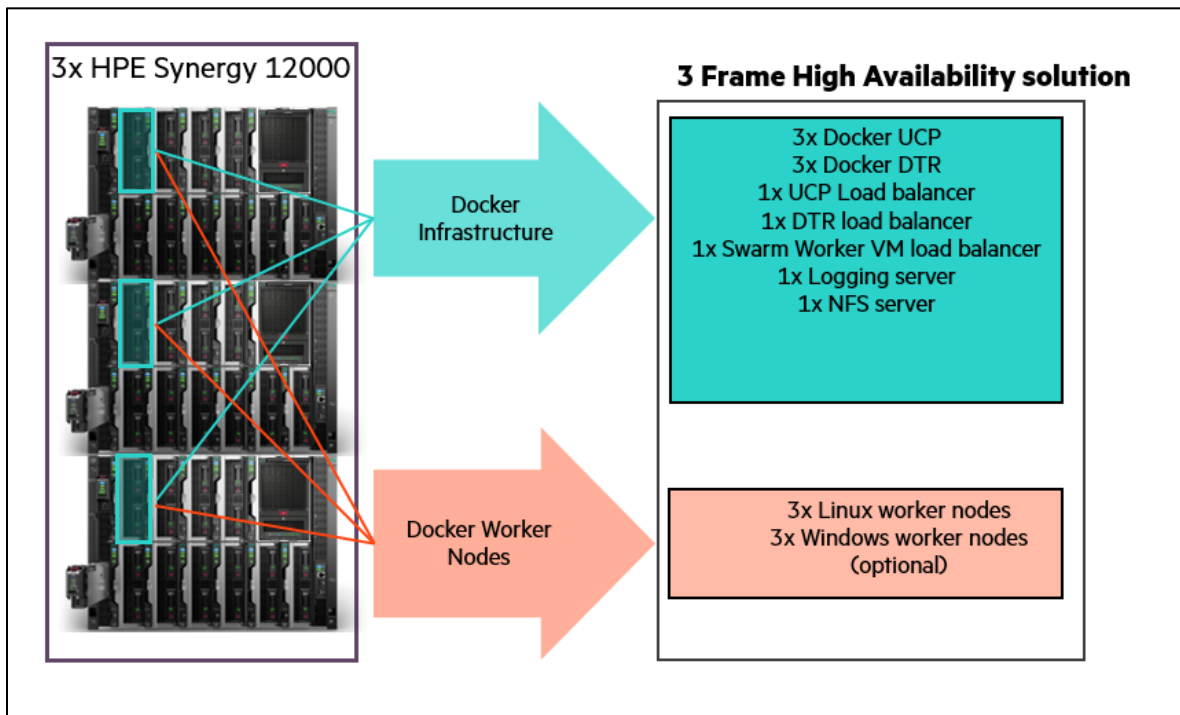 3x HPE Synergy 12000
3 Frame High Availability solution
Docker
Infrastructure
3x Docker UCP
3x Docker DTR
1x UCP Load balancer
1x DTR load balancer
1x Swarm Worker VM load balancer
1x Logging server
1x NFS server
Docker Worker
Nodes
3x Linux worker nodes
3x Windows worker nodes
(optional)